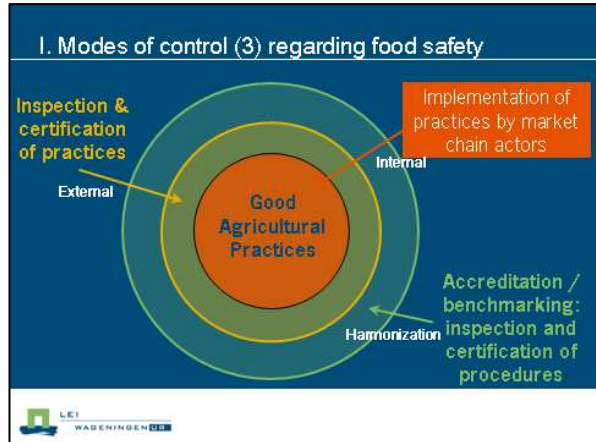 I. Modes of control (3) regarding food safety
Inspection &
certification
of practices
External
Implementation of
practices by market
chain actors
Internal
Good
Agricultural
Practices
Accreditation /
benchmarking:
inspection and
certification of
procedures
Harmonization
LEI
WAGENINGEN UR